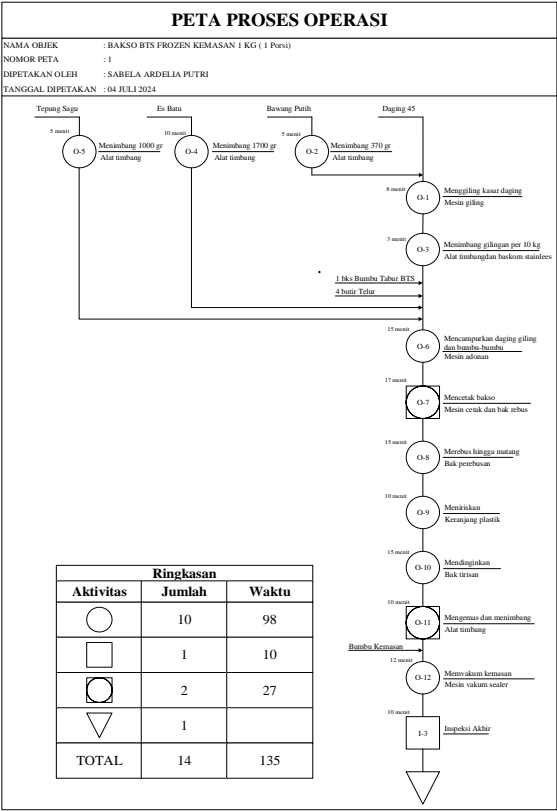 PETA PROSES OPERASI
NAMA OBJEK : BAKSO BTS FROZEN KEMASAN 1 KG ( 1 Porsi)
NOMOR PETA : 1
DIPETAKAN OLEH : SABELA ARDELIA PUTRI
TANGGAL DIPETAKAN : 04 JULI 2024
Tepung Sagu
5 menit
O-5
Menimbang 1000 gr
Alat timbang
Es Batu
10 menit
O-4
Menimbang 1700 gr
Alat timbang
Bawang Putih
5 menit
O-2
Menimbang 370 gr
Alat timbang
Daging 45
8 menit
O-1
Menggiling kasar daging
Mesin giling
3 menit
O-3
Menimbang gilingan per 10 kg
Alat timbangdan baskom stainlees
1 bks Bumbu Tabur BTS
4 butir Telur
15 menit
O-6
Mencampurkan daging giling
dan bumbu-bumbu
Mesin adonan
17 menit
O-7
Mencetak bakso
Mesin cetak dan bak rebus
15 menit
O-8
Merebus hingga matang
Bak perebusan
10 menit
O-9
Meniriskan
Keranjang plastik
15 menit
O-10
Mendinginkan
Bak tirisan
10 menit
O-11
Mengemas dan menimbang
Alat timbang
Bumbu Kemasan
12 menit
O-12
Memvakum kemasan
Mesin vakum sealer
10 menit
I-3
Inspeksi Akhir
Ringkasan
Aktivitas Jumlah Waktu
10 98
1 10
2 27
1
TOTAL 14 135